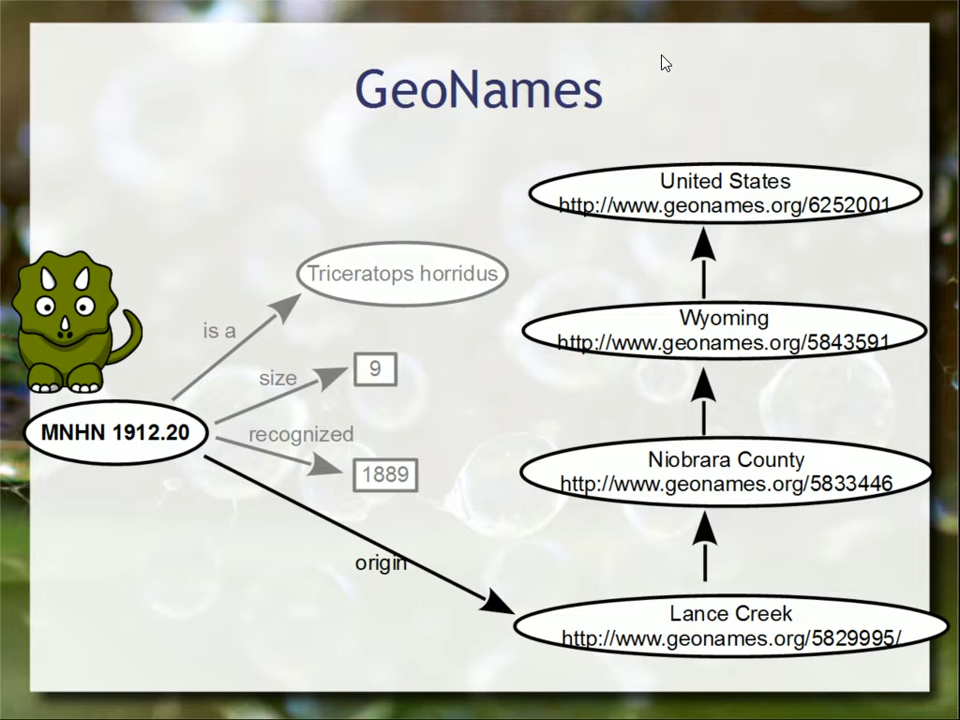 GeoNames
United States
http://www.geonames.org/6252001
Triceratops horridus
is a
Wyoming
http://www.geonames.org/5843591
size
9
MNHN 1912.20
recognized
1889
Niobrara County
http://www.geonames.org/5833446
origin
Lance Creek
http://www.geonames.org/5829995/